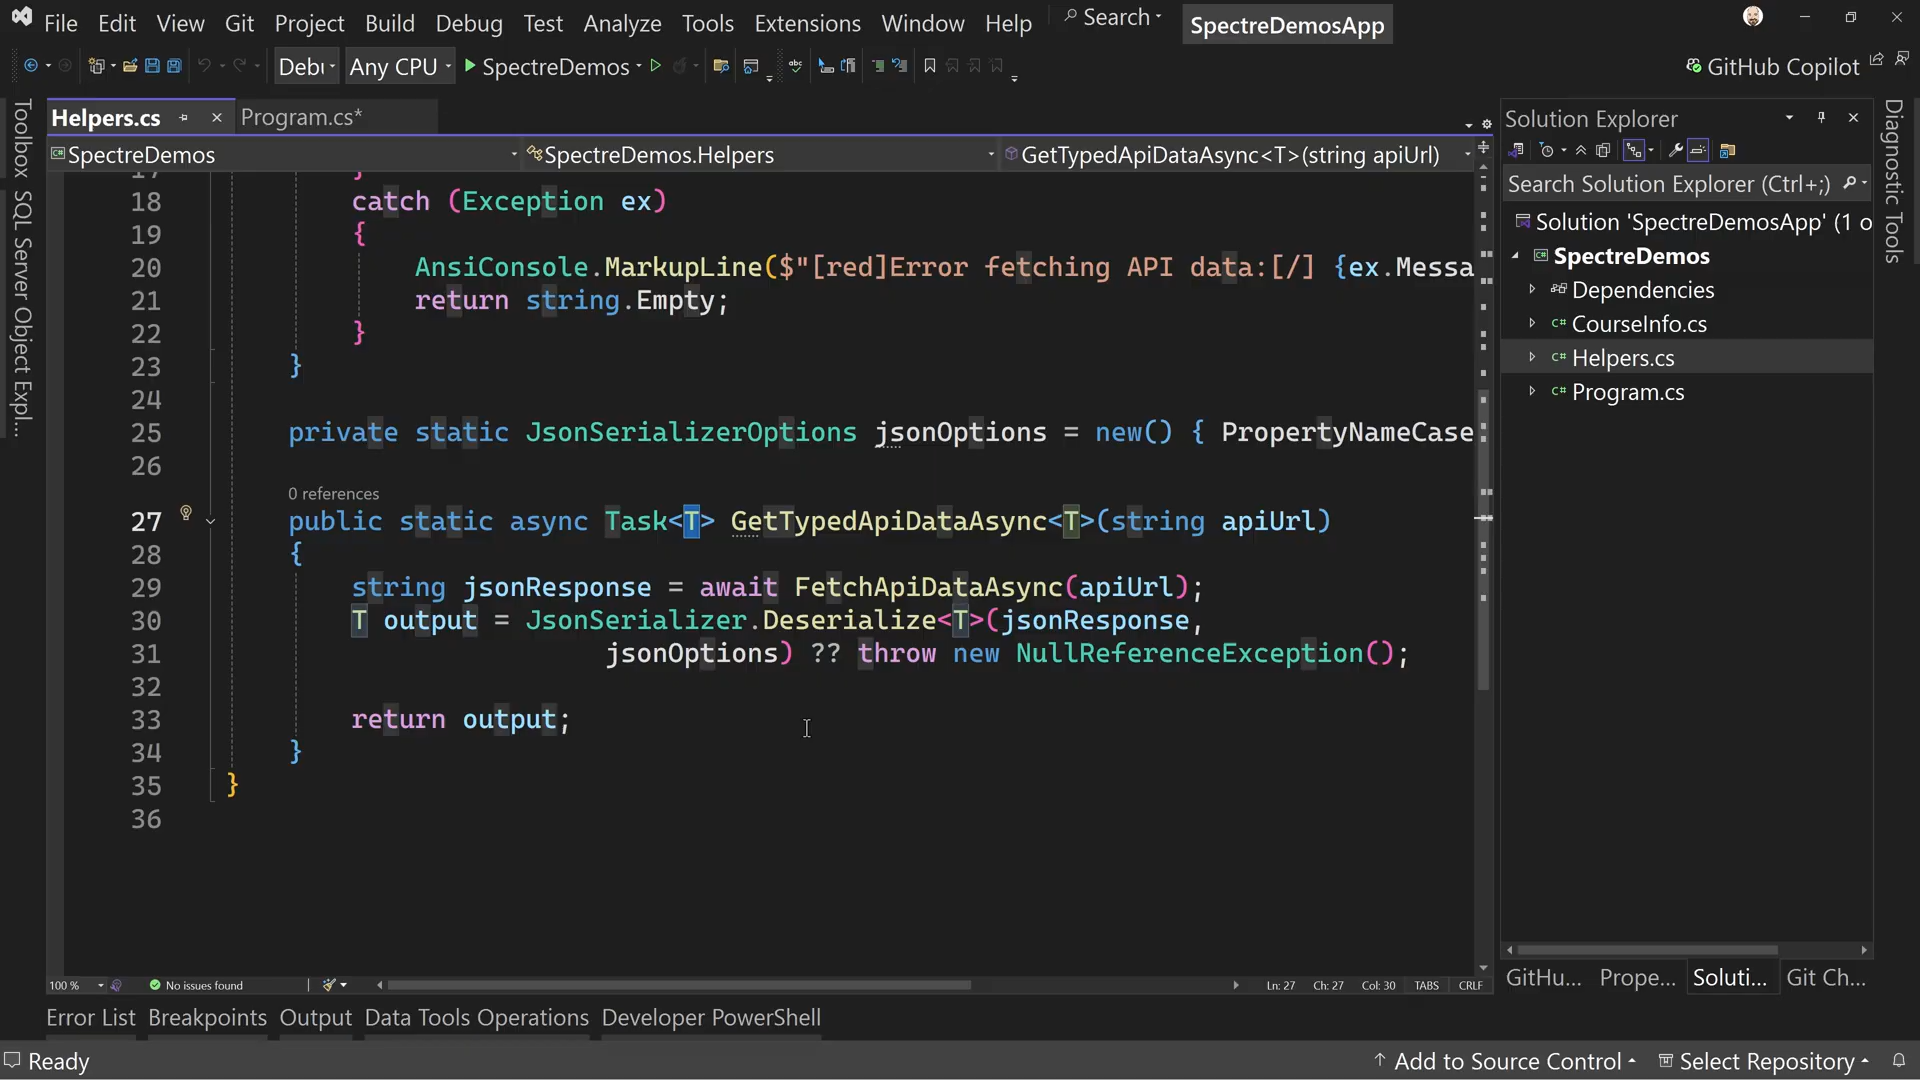 File Edit View Git Project Build Debug Test Analyze Tools Extensions Window Help Search SpectreDemosApp
Debu Any CPU SpectreDemos GitHub Copilot
Helpers.cs Program.cs*
SpectreDemos SpectreDemos.Helpers GetTypedApiDataAsync<T>(string apiUrl)
Toolbox
SQL Server Object Expl...
17 }
18 catch (Exception ex)
19 {
20 AnsiConsole.MarkupLine($"[red]Error fetching API data:[/] {ex.Messa
21 return string.Empty;
22 }
23 }
24
25 private static JsonSerializerOptions jsonOptions = new() { PropertyNameCase
26
0 references
27 public static async Task<T> GetTypedApiDataAsync<T>(string apiUrl)
28 {
29 string jsonResponse = await FetchApiDataAsync(apiUrl);
30 T output = JsonSerializer.Deserialize<T>(jsonResponse,
31 jsonOptions) ?? throw new NullReferenceException();
32
33 return output;
34 }
35 }
36
100 % No issues found Ln: 27 Ch: 27 Col: 30 TABS CRLF
Solution Explorer
Search Solution Explorer (Ctrl+;)
Solution 'SpectreDemosApp' (1 o
SpectreDemos
Dependencies
CourseInfo.cs
Helpers.cs
Program.cs
GitHu... Prope... Soluti... Git Ch...
Diagnostic Tools
Error List Breakpoints Output Data Tools Operations Developer PowerShell
Ready Add to Source Control Select Repository